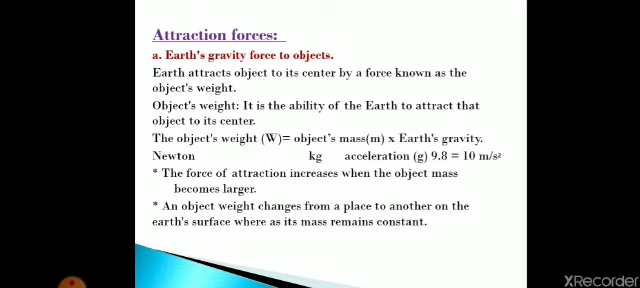 Attraction forces:
a. Earth's gravity force to objects.
Earth attracts object to its center by a force known as the
object's weight.
Object's weight: It is the ability of the Earth to attract that
object to its center.
The object's weight (W)= object's mass(m) x Earth's gravity.
Newton kg acceleration (g) 9.8 = 10 m/s²
* The force of attraction increases when the object mass
becomes larger.
* An object weight changes from a place to another on the
earth's surface where as its mass remains constant.
XRecorder